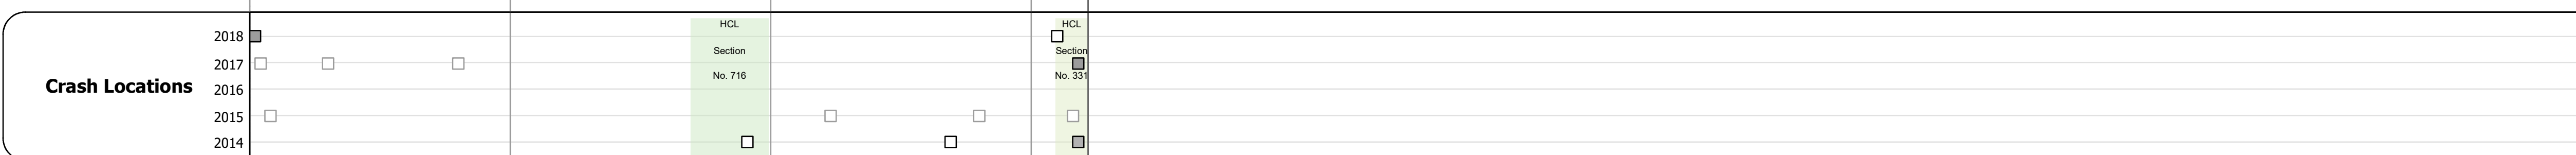 Crash Locations
2018
2017
2016
2015
2014
HCL
Section
No. 716
HCL
Section
No. 331